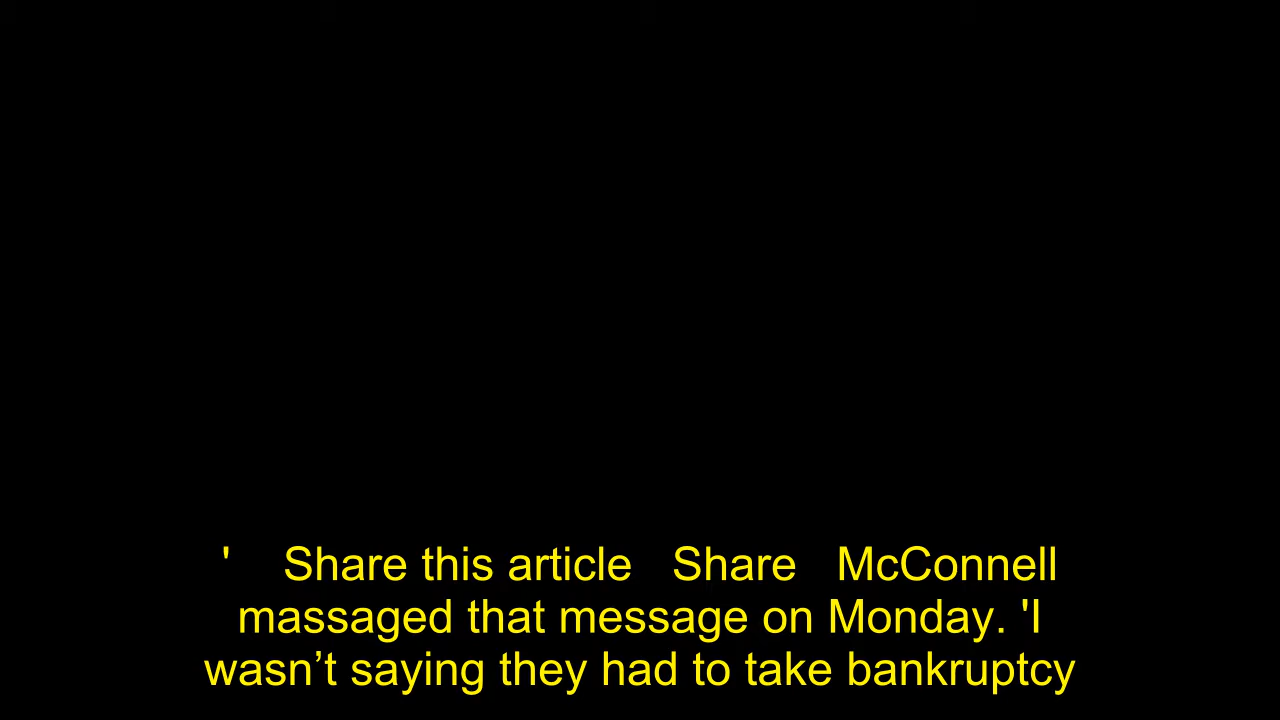 '    Share this article   Share   McConnell
massaged that message on Monday. 'I
wasn’t saying they had to take bankruptcy